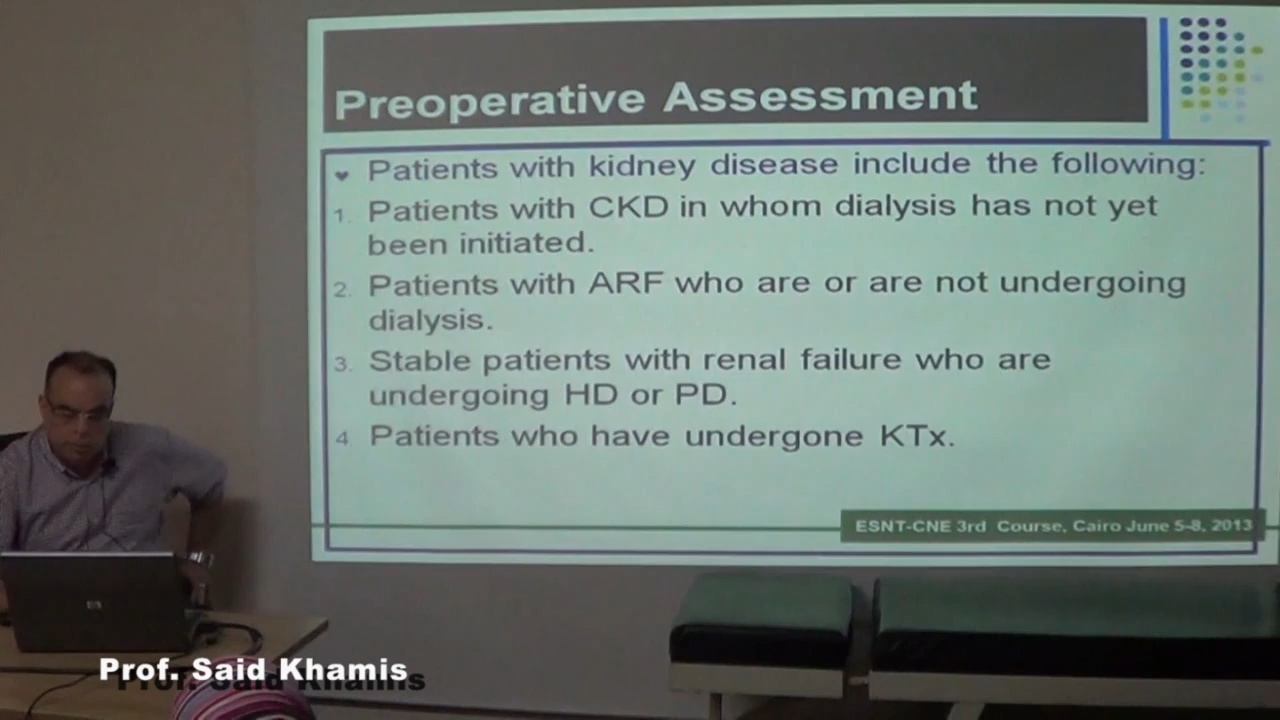 Preoperative Assessment
Patients with kidney disease include the following:
1. Patients with CKD in whom dialysis has not yet
been initiated.
2. Patients with ARF who are or are not undergoing
dialysis.
3. Stable patients with renal failure who are
undergoing HD or PD.
4. Patients who have undergone KTx.
ESNT-CNE 3rd Course, Cairo June 5-8, 2013
hp
Prof. Said Khamis